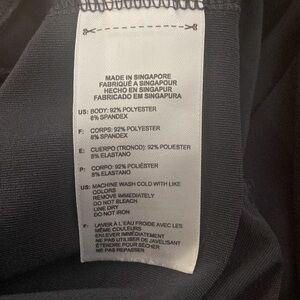 MADE IN SINGAPORE
FABRIQUÉ A SINGAPOUR
HECHO EN SINGAPUR
FABRICADO EM SINGAPURA
US: BODY: 92% POLYESTER
8% SPANDEX
F: CORPS: 92% POLYESTER
8% SPANDEX
E: CUERPO (TRONCO): 92% POLIESTER
8% ELASTANO
P: CORPO: 92% POLIÉSTER
8% ELASTANO
US: MACHINE WASH COLD WITH LIKE
COLORS
REMOVE IMMEDIATELY
DO NOT BLEACH
LINE DRY
DO NOT IRON
F: LAVER À L'EAU FROIDE AVEC LES
MÊME COULEURS
ENLEVER IMMÉDIATEMENT
NE PAS UTILISER DE JAVELISANT
ÉTENDRE POUR SÉCHER
NE PAS REPASSER